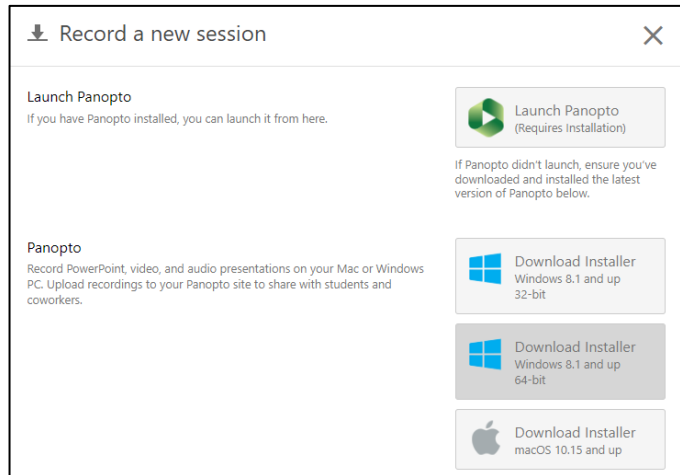 Record a new session
Launch Panopto
If you have Panopto installed, you can launch it from here.
Launch Panopto
(Requires Installation)
If Panopto didn't launch, ensure you've
downloaded and installed the latest
version of Panopto below.
Panopto
Record PowerPoint, video, and audio presentations on your Mac or Windows
PC. Upload recordings to your Panopto site to share with students and
coworkers.
Download Installer
Windows 8.1 and up
32-bit
Download Installer
Windows 8.1 and up
64-bit
Download Installer
macOS 10.15 and up